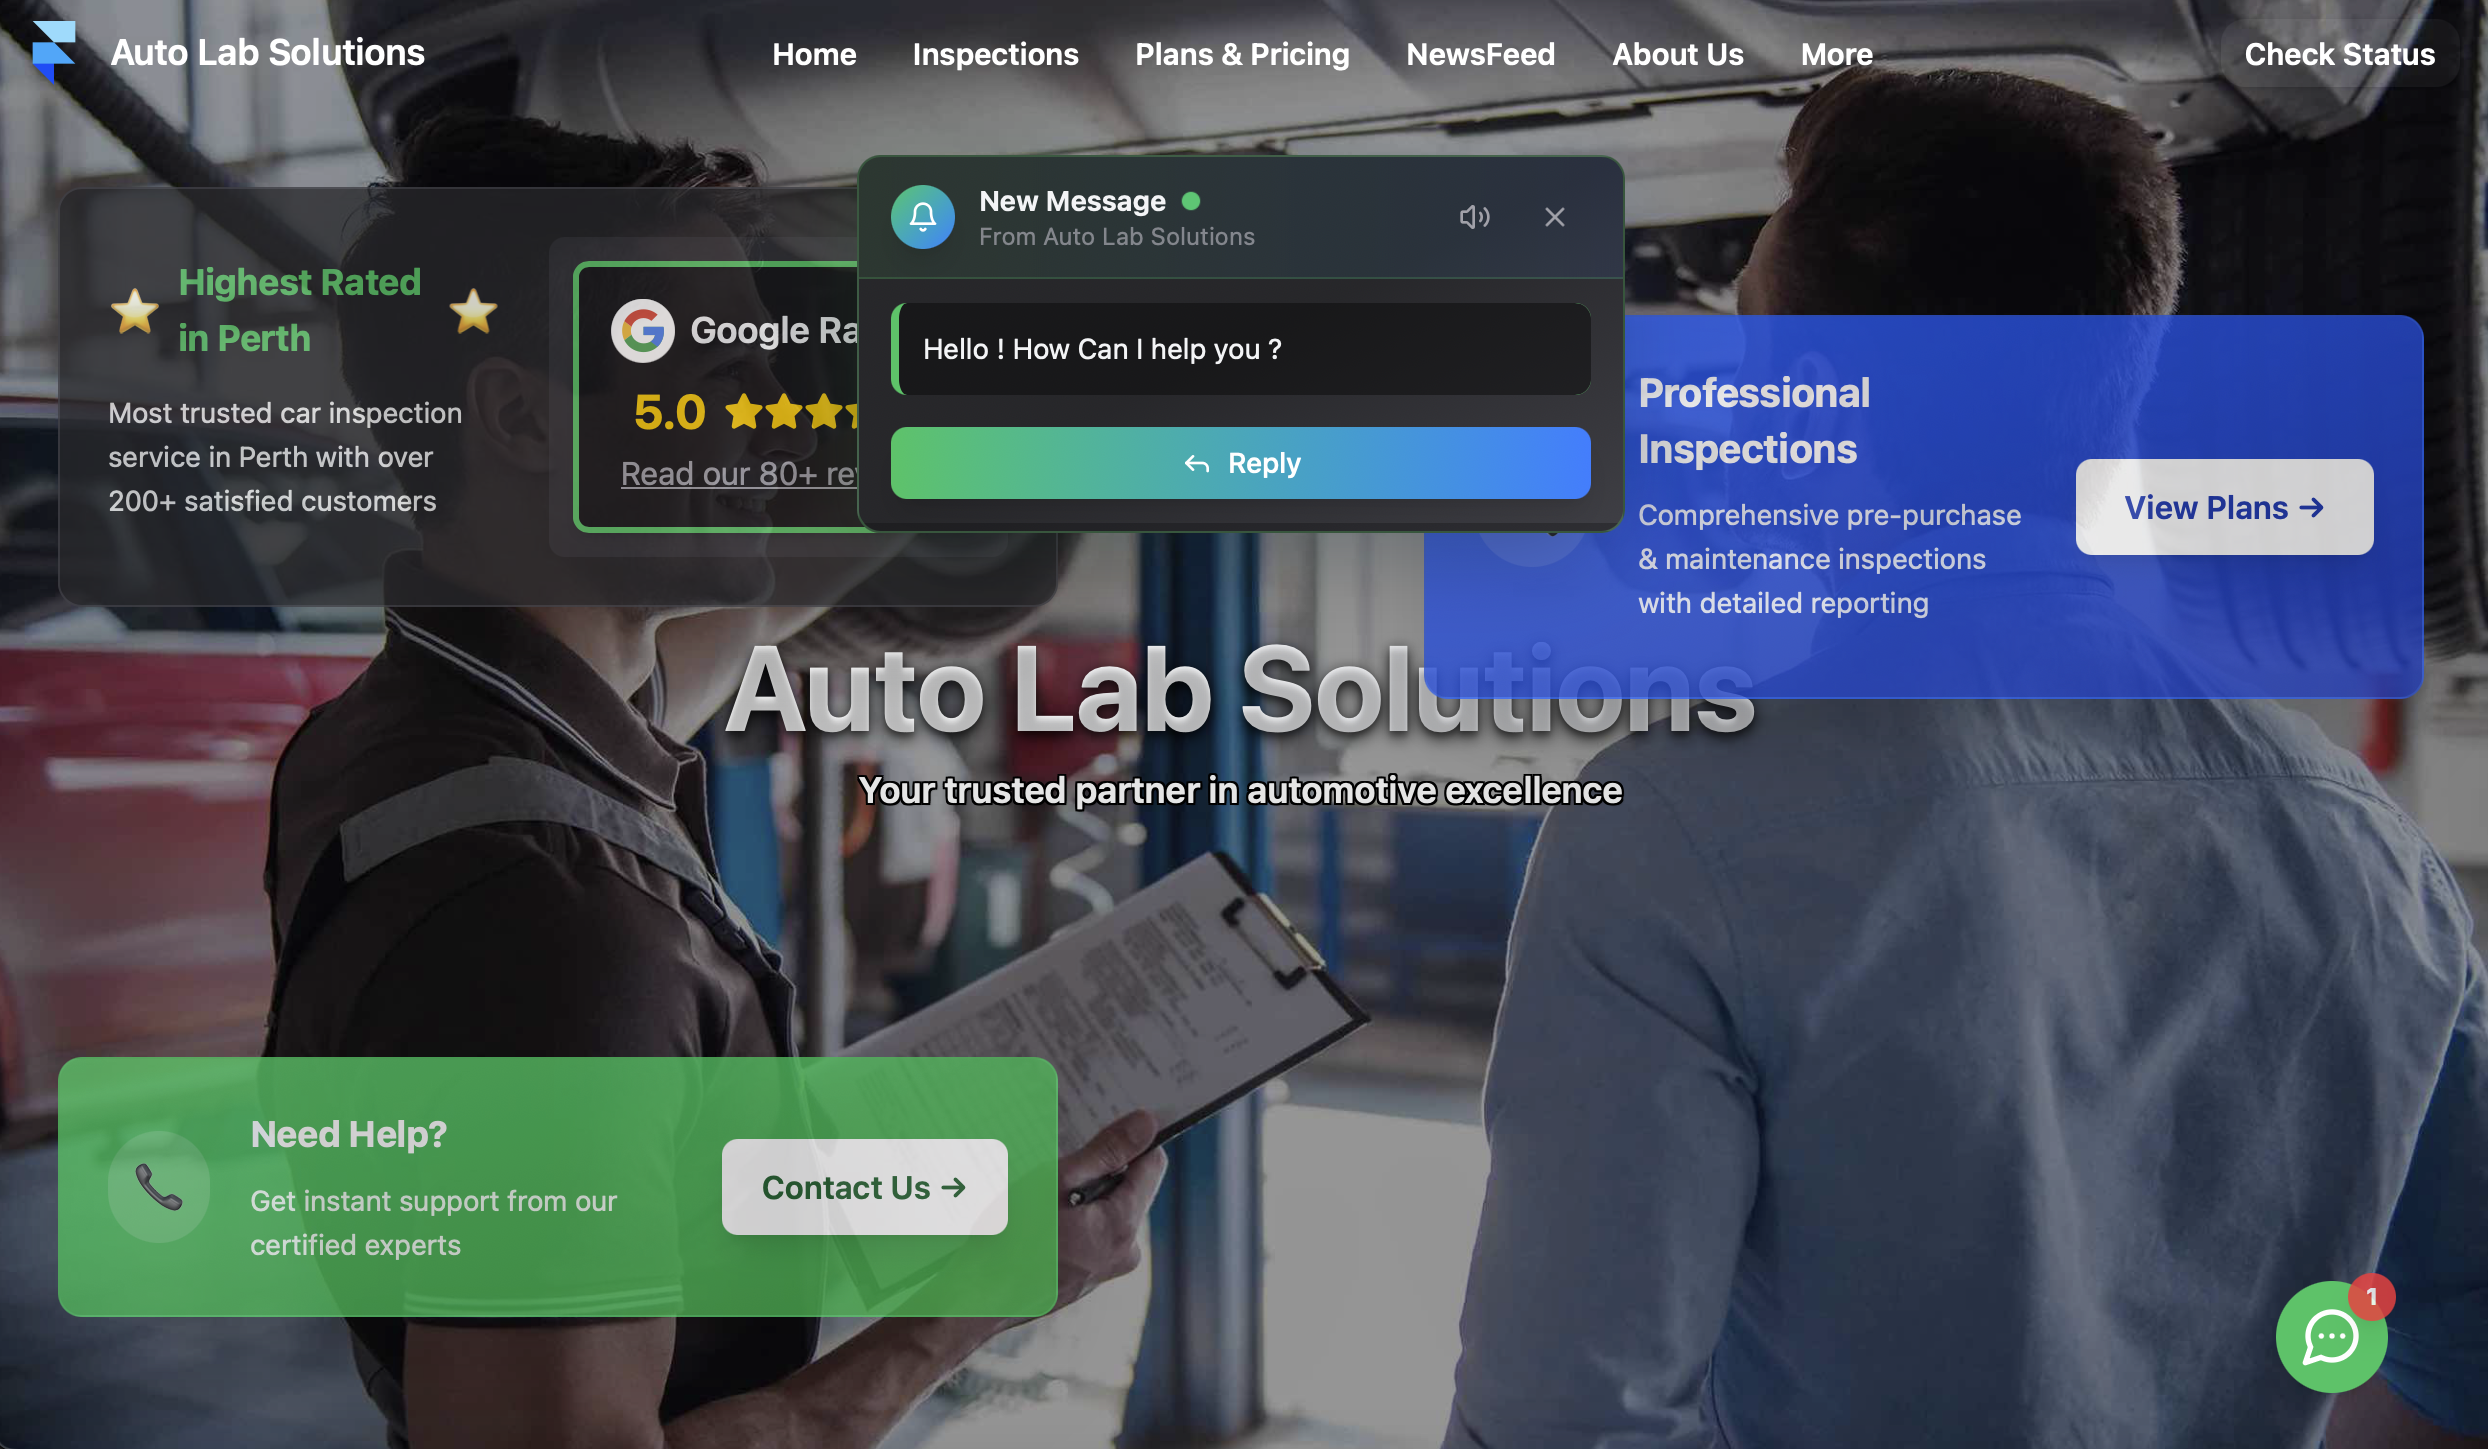 Auto Lab Solutions
Home
Inspections
Plans & Pricing
NewsFeed
About Us
More
Check Status
New Message
From Auto Lab Solutions
Hello ! How Can I help you ?
Reply
Highest Rated
in Perth
Most trusted car inspection
service in Perth with over
200+ satisfied customers
Google
5.0
Read our 80+
Professional
Inspections
Comprehensive pre-purchase
& maintenance inspections
with detailed reporting
View Plans →
Auto Lab Solutions
Your trusted partner in automotive excellence
Need Help?
Get instant support from our
certified experts
Contact Us →
1